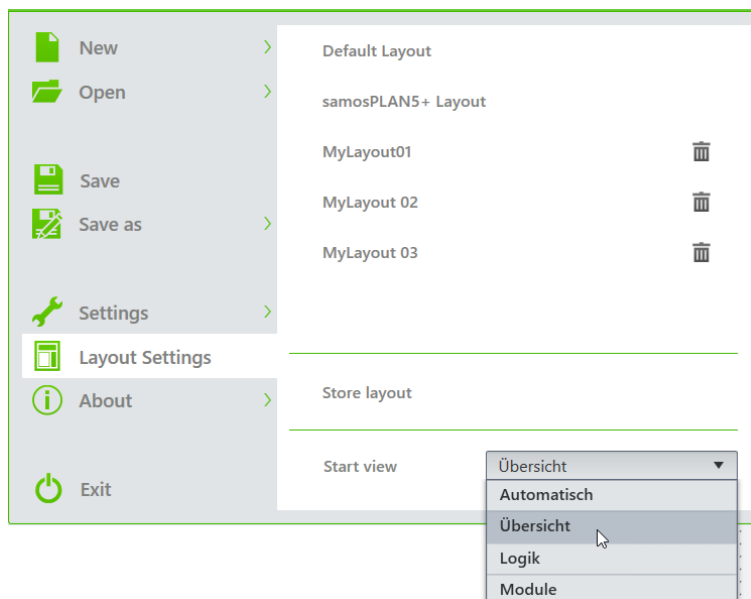 New
Open
Save
Save as
Settings
Layout Settings
About
Exit
Default Layout
samosPLAN5+ Layout
MyLayout01
MyLayout 02
MyLayout 03
Store layout
Start view
Übersicht
Automatisch
Übersicht
Logik
Module